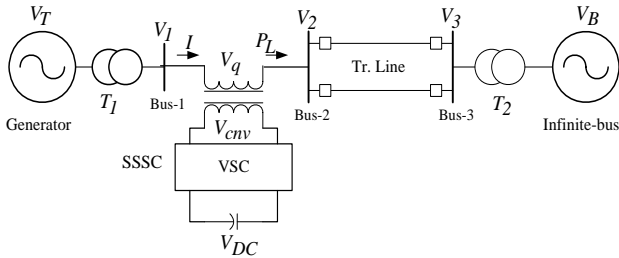 V_T
V_1
I
V_q
P_L
V_2
V_3
V_B
Tr. Line
T_1
Bus-1
Generator
Bus-2
Bus-3
T_2
Infinite-bus
V_cnv
SSSC
VSC
V_DC